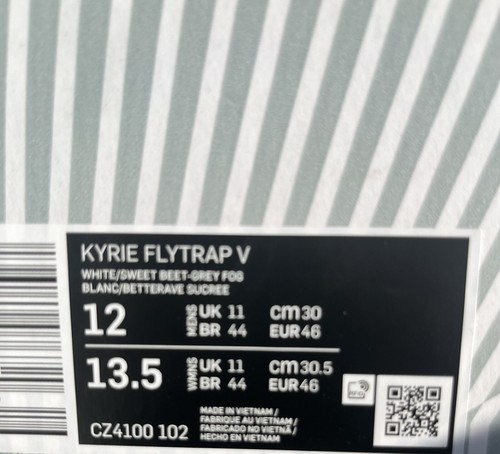 KYRIE FLYTRAP V
WHITE/SWEET BEET-GREY FOG
BLANC/BETTERAVE SUCREE
12 MENS UK 11 cm 30
BR 44 EUR 46
13.5 WMNS UK 11 cm 30.5
BR 44 EUR 46
CZ4100 102
MADE IN VIETNAM /
FABRIQUE AU VIETNAM /
FABRICADO NO VIETNÃ /
HECHO EN VIETNAM